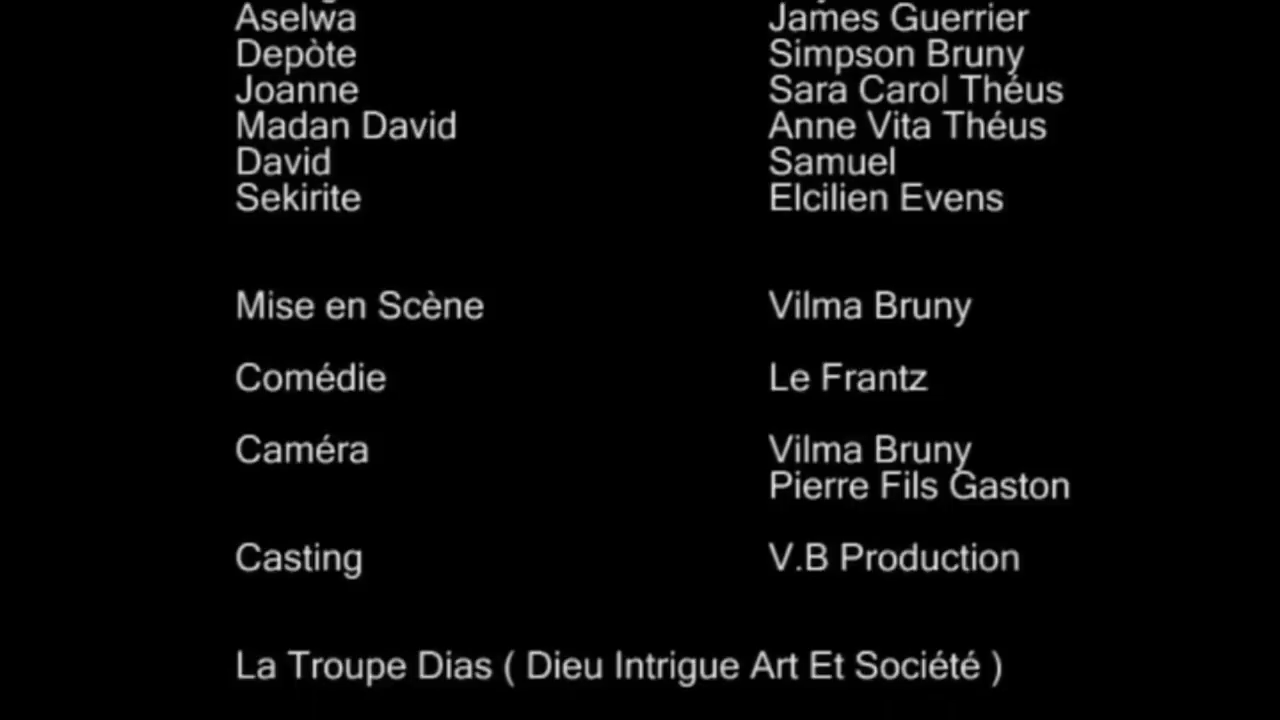 Aselwa James Guerrier
Depòte Simpson Bruny
Joanne Sara Carol Théus
Madan David Anne Vita Théus
David Samuel
Sekirite Elcilien Evens
Mise en Scène Vilma Bruny
Comédie Le Frantz
Caméra Vilma Bruny
Pierre Fils Gaston
Casting V.B Production
La Troupe Dias ( Dieu Intrigue Art Et Société )